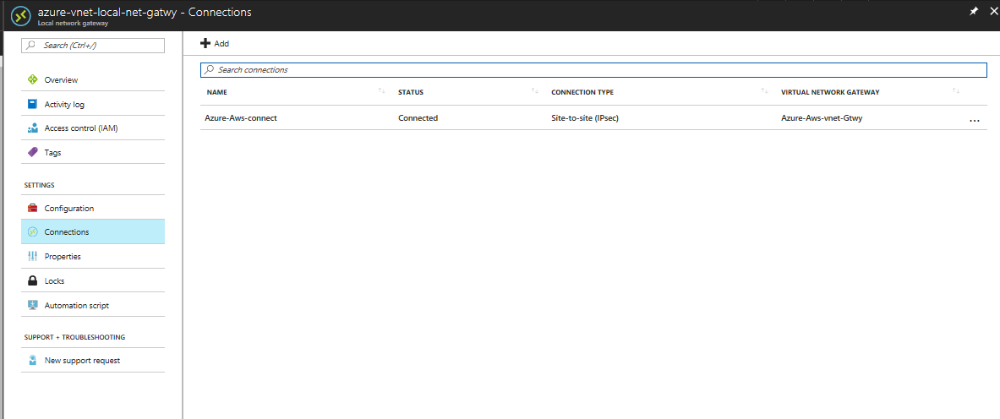 azure-vnet-local-net-gatwy - Connections
Local network gateway
Search (Ctrl+/)
Overview
Activity log
Access control (IAM)
Tags
SETTINGS
Configuration
Connections
Properties
Locks
Automation script
SUPPORT + TROUBLESHOOTING
New support request
Add
Search connections
NAME STATUS CONNECTION TYPE VIRTUAL NETWORK GATEWAY
Azure-Aws-connect Connected Site-to-site (IPsec) Azure-Aws-vnet-Gtwy ...